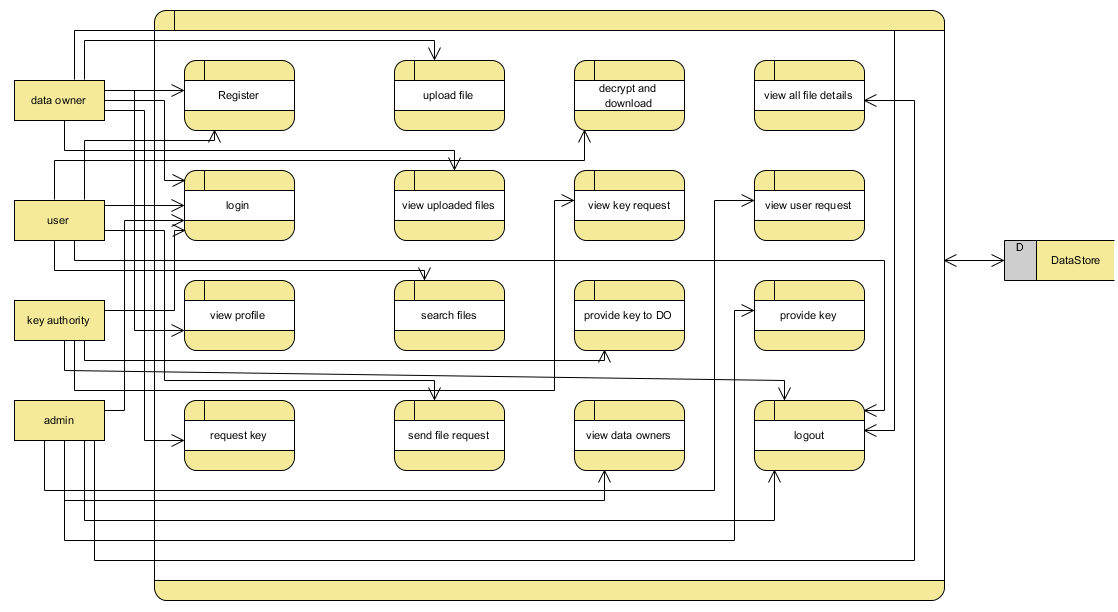 data owner
Register
upload file
decrypt and
download
view all file details
user
login
view uploaded files
view key request
view user request
D
DataStore
key authority
view profile
search files
provide key to DO
provide key
admin
request key
send file request
view data owners
logout